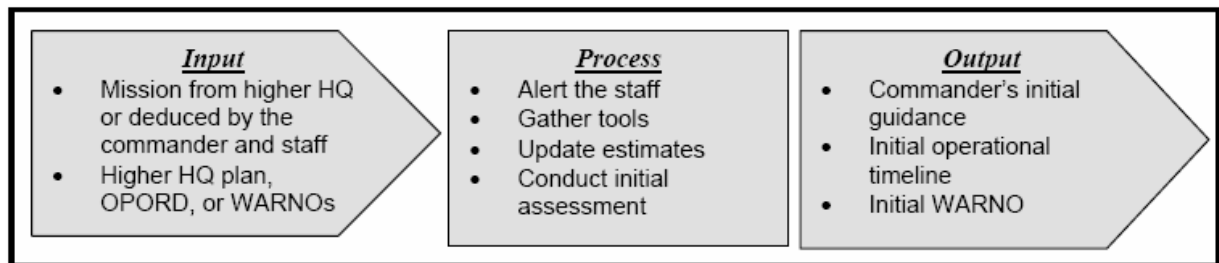 Input
• Mission from higher HQ
or deduced by the
commander and staff
• Higher HQ plan,
OPORD, or WARNOs
Process
• Alert the staff
• Gather tools
• Update estimates
• Conduct initial
assessment
Output
• Commander's initial
guidance
• Initial operational
timeline
• Initial WARNO